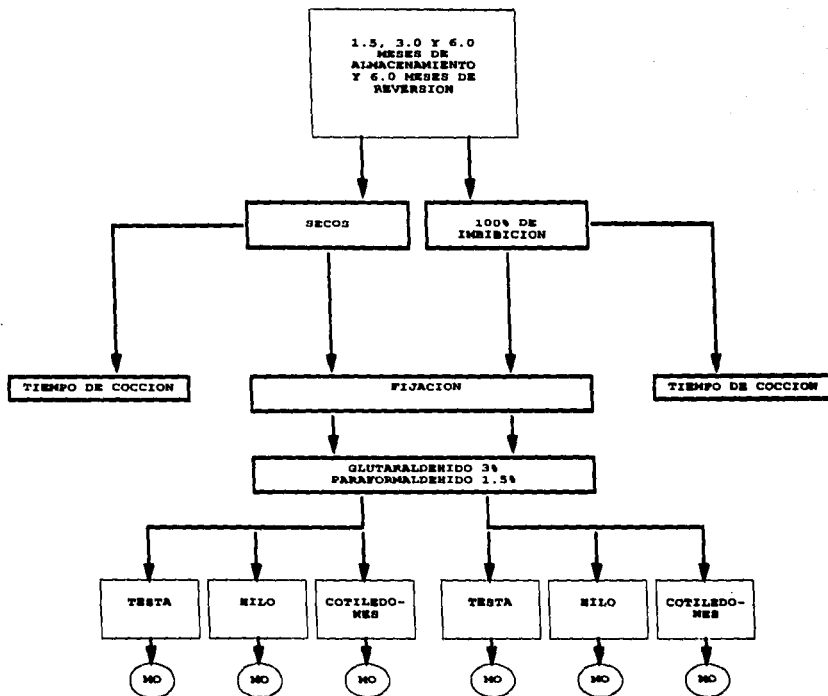 1.5, 3.0 Y 6.0
MESES DE
ALMACENAMIENTO
Y 6.0 MESES DE
REVERSION
SECOS
100% DE
IMBIBICION
TIEMPO DE COCCION
FIJACION
TIEMPO DE COCCION
GLUTARALDEHIDO 3%
PARAFORMALDEHIDO 1.5%
TESTA
HILO
COTILEDO-
NES
TESTA
HILO
COTILEDO-
NES
MO
MO
MO
MO
MO
MO